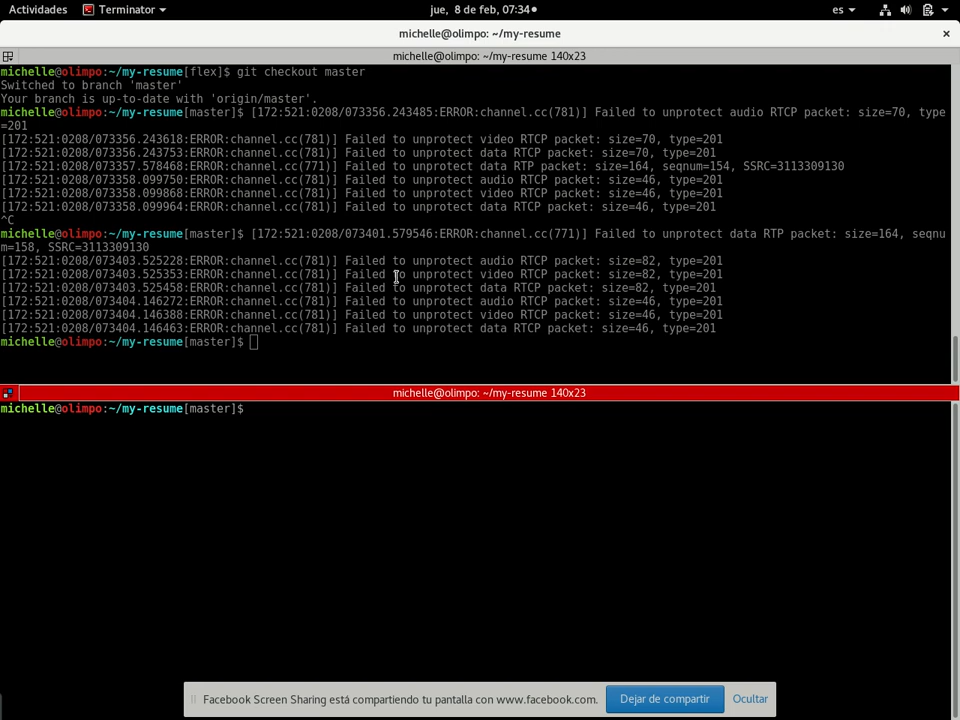 Actividades Terminator jue, 8 de feb, 07:34 es
michelle@olimpo: ~/my-resume ×
michelle@olimpo: ~/my-resume 140x23
michelle@olimpo:~/my-resume[flex]$ git checkout master
Switched to branch 'master'
Your branch is up-to-date with 'origin/master'.
michelle@olimpo:~/my-resume[master]$ [172:521:0208/073356.243485:ERROR:channel.cc(781)] Failed to unprotect audio RTCP packet: size=70, type
=201
[172:521:0208/073356.243618:ERROR:channel.cc(781)] Failed to unprotect video RTCP packet: size=70, type=201
[172:521:0208/073356.243753:ERROR:channel.cc(781)] Failed to unprotect data RTCP packet: size=70, type=201
[172:521:0208/073357.578468:ERROR:channel.cc(771)] Failed to unprotect data RTP packet: size=164, seqnum=154, SSRC=3113309130
[172:521:0208/073358.099750:ERROR:channel.cc(781)] Failed to unprotect audio RTCP packet: size=46, type=201
[172:521:0208/073358.099868:ERROR:channel.cc(781)] Failed to unprotect video RTCP packet: size=46, type=201
[172:521:0208/073358.099964:ERROR:channel.cc(781)] Failed to unprotect data RTCP packet: size=46, type=201
^C
michelle@olimpo:~/my-resume[master]$ [172:521:0208/073401.579546:ERROR:channel.cc(771)] Failed to unprotect data RTP packet: size=164, seqnu
m=158, SSRC=3113309130
[172:521:0208/073403.525228:ERROR:channel.cc(781)] Failed to unprotect audio RTCP packet: size=82, type=201
[172:521:0208/073403.525353:ERROR:channel.cc(781)] Failed to unprotect video RTCP packet: size=82, type=201
[172:521:0208/073403.525458:ERROR:channel.cc(781)] Failed to unprotect data RTCP packet: size=82, type=201
[172:521:0208/073404.146272:ERROR:channel.cc(781)] Failed to unprotect audio RTCP packet: size=46, type=201
[172:521:0208/073404.146388:ERROR:channel.cc(781)] Failed to unprotect video RTCP packet: size=46, type=201
[172:521:0208/073404.146463:ERROR:channel.cc(781)] Failed to unprotect data RTCP packet: size=46, type=201
michelle@olimpo:~/my-resume[master]$
michelle@olimpo: ~/my-resume 140x23
michelle@olimpo:~/my-resume[master]$
Facebook Screen Sharing está compartiendo tu pantalla con www.facebook.com. Dejar de compartir Ocultar